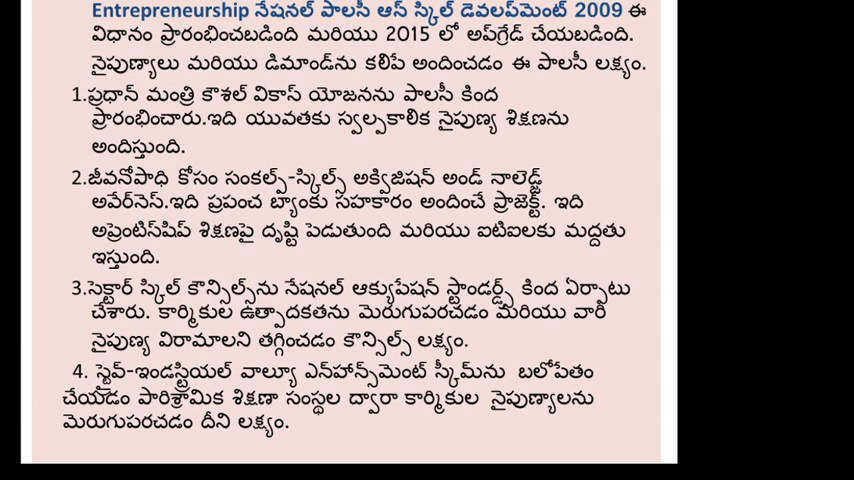 Entrepreneurship నేషనల్ పాలసీ ఆన్ స్కిల్ డెవలప్‌మెంట్ 2009 ఈ
విధానం ప్రారంభించబడింది మరియు 2015 లో అప్‌గ్రేడ్ చేయబడింది.
నైపుణ్యాలు మరియు డిమాండ్‌ను కలిపే అందించడం ఈ పాలసీ లక్ష్యం.
1.ప్రధాన్ మంత్రి కౌశల్ వికాస్ యోజనను పాలసీ కింద
ప్రారంభించారు.ఇది యువతకు స్వల్పకాలిక నైపుణ్య శిక్షణను
అందిస్తుంది.
2.జీవనోపాధి కోసం సంకల్ప్-స్కిల్స్ అక్విజిషన్ అండ్ నాలెడ్జ్
అవేర్‌నెస్.ఇది ప్రపంచ బ్యాంకు సహకారం అందించే ప్రాజెక్ట్. ఇది
అప్రెంటిస్‌షిప్ శిక్షణపై దృష్టి పెడుతుంది మరియు ఐటిఐలకు మద్దతు
ఇస్తుంది.
3.సెక్టార్ స్కిల్ కౌన్సిల్స్‌ను నేషనల్ ఆక్యుపేషన్ స్టాండర్డ్స్ కింద ఏర్పాటు
చేశారు. కార్మికుల ఉత్పాదకతను మెరుగుపరచడం మరియు వారి
నైపుణ్య విరామాలని తగ్గించడం కౌన్సిల్స్ లక్ష్యం.
4. స్ట్రైవ్-ఇండస్ట్రియల్ వాల్యూ ఎన్‌హాన్స్‌మెంట్ స్కీమ్‌ను బలోపేతం
చేయడం పారిశ్రామిక శిక్షణా సంస్థల ద్వారా కార్మికుల నైపుణ్యాలను
మెరుగుపరచడం దీని లక్ష్యం.